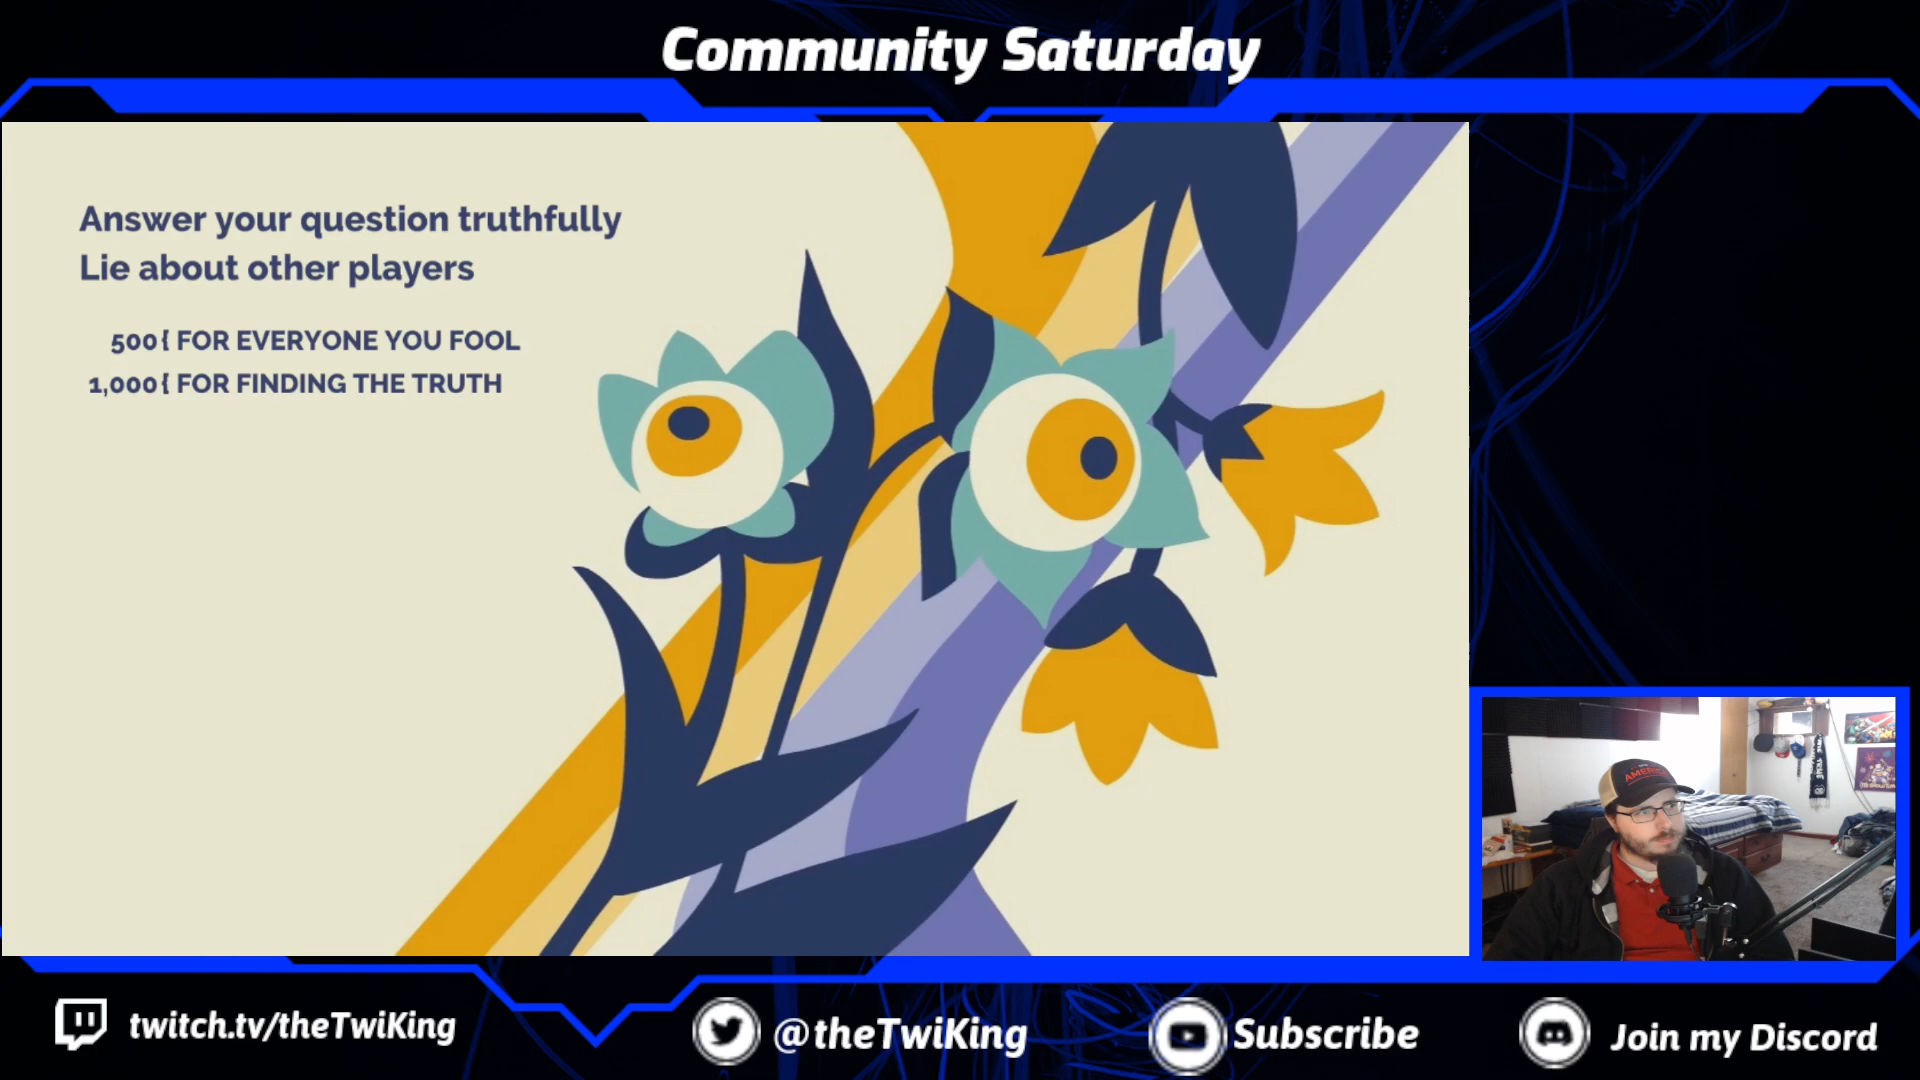 Community Saturday
Answer your question truthfully
Lie about other players
500{ FOR EVERYONE YOU FOOL
1,000{ FOR FINDING THE TRUTH
twitch.tv/theTwiKing
@theTwiKing
Subscribe
Join my Discord